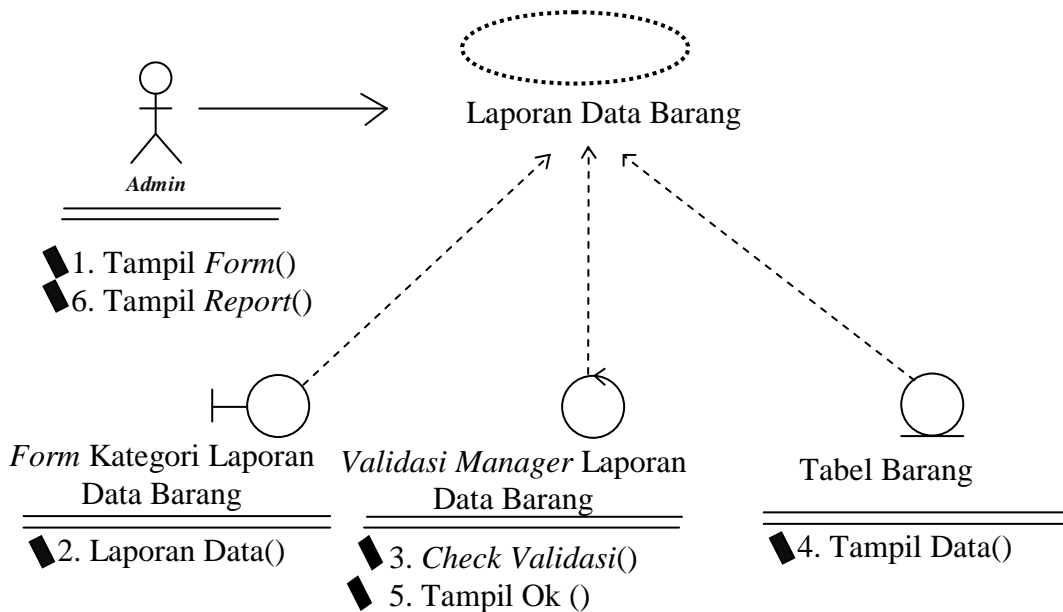 Laporan Data Barang
Admin
1. Tampil Form()
6. Tampil Report()
Form Kategori Laporan
Data Barang
2. Laporan Data()
Validasi Manager Laporan
Data Barang
3. Check Validasi()
5. Tampil Ok ()
Tabel Barang
4. Tampil Data()